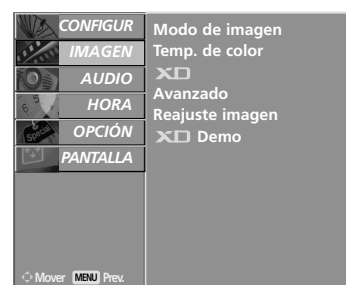 CONFIGUR
IMAGEN
AUDIO
HORA
OPCIÓN
PANTALLA
Modo de imagen
Temp. de color
XD
Avanzado
Reajuste imagen
XD Demo
Special
Mover MENU Prev.